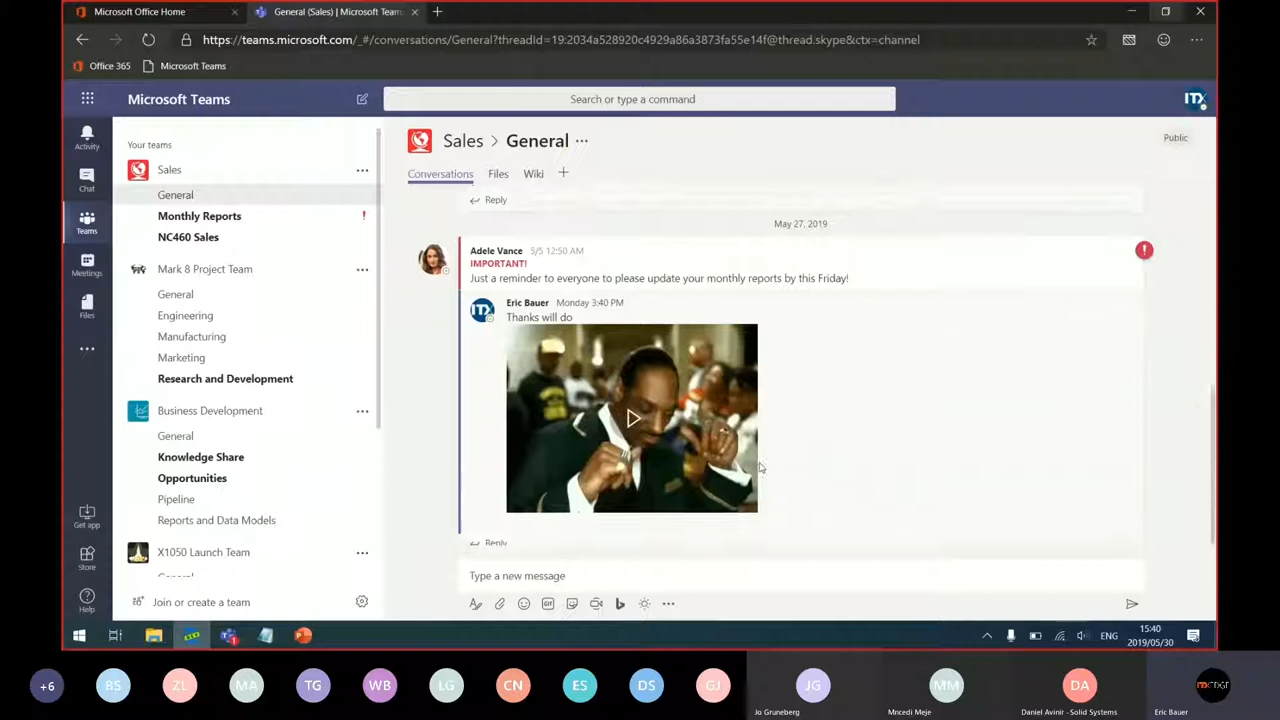 Microsoft Office Home
General (Sales) | Microsoft Team
https://teams.microsoft.com/_#/conversations/General?threadId=19:2034a528920c4929a86a3873fa55e14f@thread.skype&ctx=channel
Office 365
Microsoft Teams
Microsoft Teams
Search or type a command
ITX
Activity
Chat
Teams
Meetings
Files
Get app
Store
Help
Your teams
Sales
General
Monthly Reports
NC460 Sales
Mark 8 Project Team
General
Engineering
Manufacturing
Marketing
Research and Development
Business Development
General
Knowledge Share
Opportunities
Pipeline
Reports and Data Models
X1050 Launch Team
General
Join or create a team
Sales > General
Public
Conversations Files Wiki
Reply
May 27, 2019
Adele Vance 5/5 12:50 AM
IMPORTANT!
Just a reminder to everyone to please update your monthly reports by this Friday!
ITX
Eric Bauer Monday 3:40 PM
Thanks will do
Reply
Type a new message
GIF
ENG
15:40
2019/05/30
+6 BS ZL MA TG WB LG CN ES DS GJ JG MM DA ITXEDGE
Jo Gruneberg
Mncedi Meje
Daniel Avinir - Solid Systems
Eric Bauer